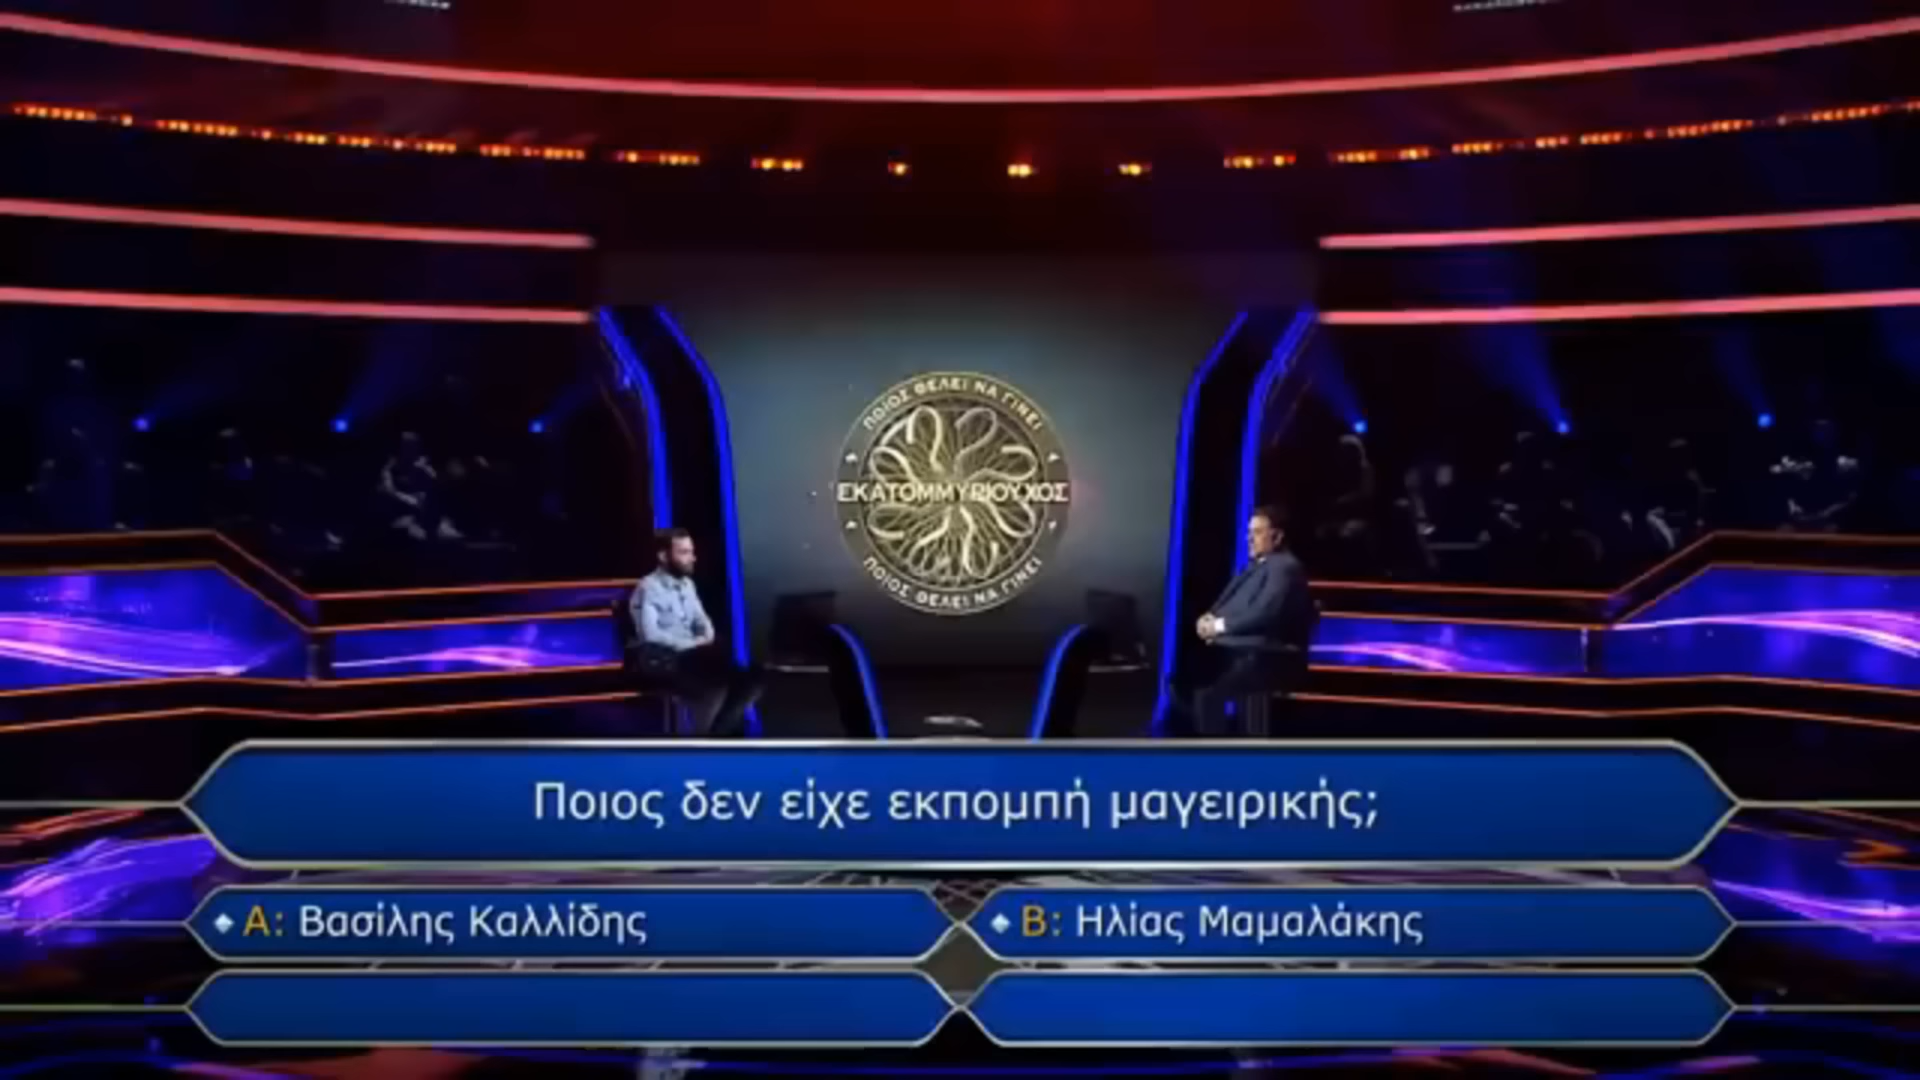 ΠΟΙΟΣ ΘΕΛΕΙ ΝΑ ΓΙΝΕΙ
ΕΚΑΤΟΜΜΥΡΙΟΥΧΟΣ
ΠΟΙΟΣ ΘΕΛΕΙ ΝΑ ΓΙΝΕΙ
Ποιος δεν είχε εκπομπή μαγειρικής;
Α: Βασίλης Καλλίδης
Β: Ηλίας Μαμαλάκης